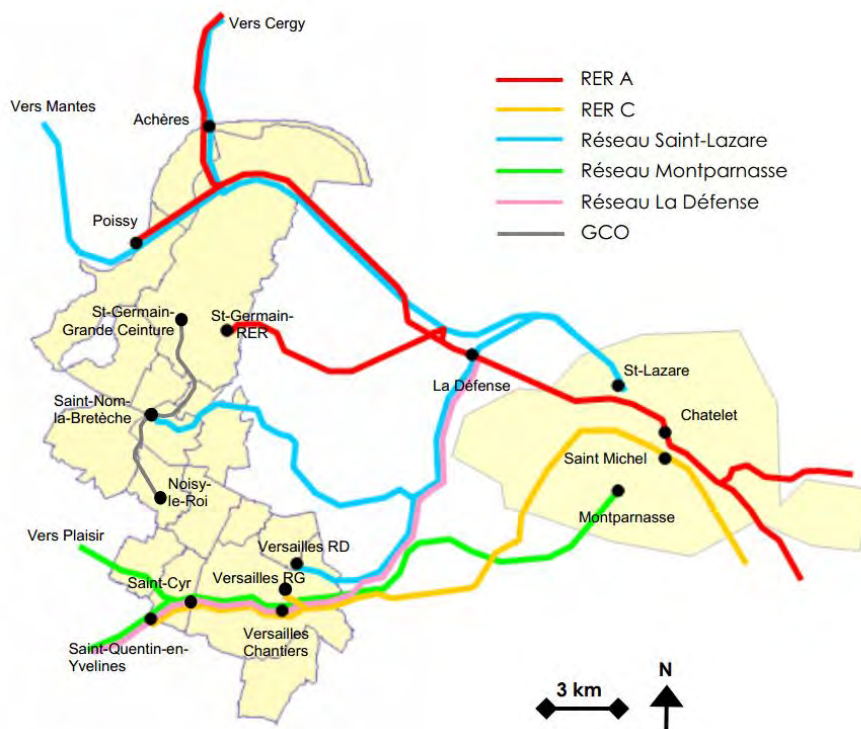 Vers Cergy
RER A
RER C
Réseau Saint-Lazare
Réseau Montparnasse
Réseau La Défense
GCO
Vers Mantes
Achères
Poissy
St-Germain-
Grande Ceinture
St-Germain-
RER
La Défense
St-Lazare
Saint-Nom-
la-Bretèche
Chatelet
Saint Michel
Noisy-
le-Roi
Montparnasse
Vers Plaisir
Versailles RD
Saint-Cyr
Versailles RG
Saint-Quentin-en-
Yvelines
Versailles
Chantiers
3 km
N